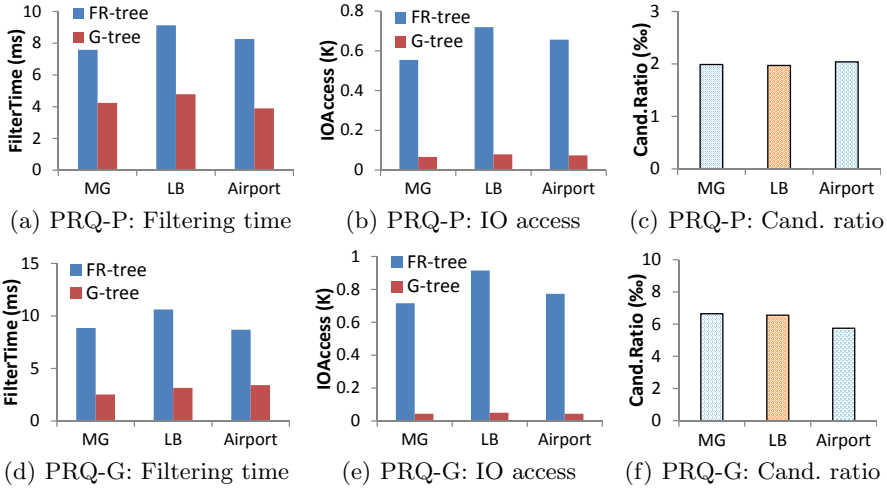 FilterTime (ms)
10
8
6
4
2
0
FR-tree
G-tree
MG
LB
Airport
(a) PRQ-P: Filtering time
IOAccess (K)
0.8
0.6
0.4
0.2
0
FR-tree
G-tree
MG
LB
Airport
(b) PRQ-P: IO access
Cand.Ratio (‰)
3
2
1
0
MG
LB
Airport
(c) PRQ-P: Cand. ratio
FilterTime (ms)
15
10
5
0
FR-tree
G-tree
MG
LB
Airport
(d) PRQ-G: Filtering time
IOAccess (K)
1
0.8
0.6
0.4
0.2
0
FR-tree
G-tree
MG
LB
Airport
(e) PRQ-G: IO access
Cand.Ratio (‰)
10
8
6
4
2
0
MG
LB
Airport
(f) PRQ-G: Cand. ratio